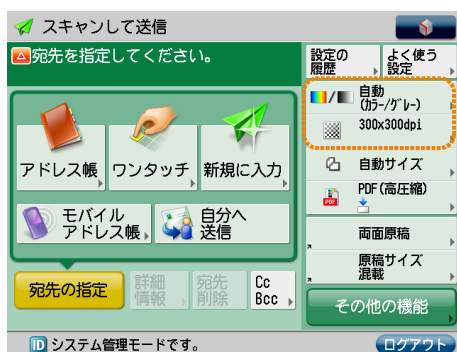 スキャンして送信
宛先を指定してください。
設定の
履歴
よく使う
設定
自動
(ｶﾗｰ/ｸﾞﾚｰ)
300x300dpi
自動サイズ
PDF(高圧縮)
PDF
両面原稿
原稿サイズ
混載
その他の機能
アドレス帳
ワンタッチ
新規に入力
モバイル
アドレス帳
自分へ
送信
宛先の指定
詳細
情報
宛先
削除
Cc
Bcc
ID システム管理モードです。
ログアウト